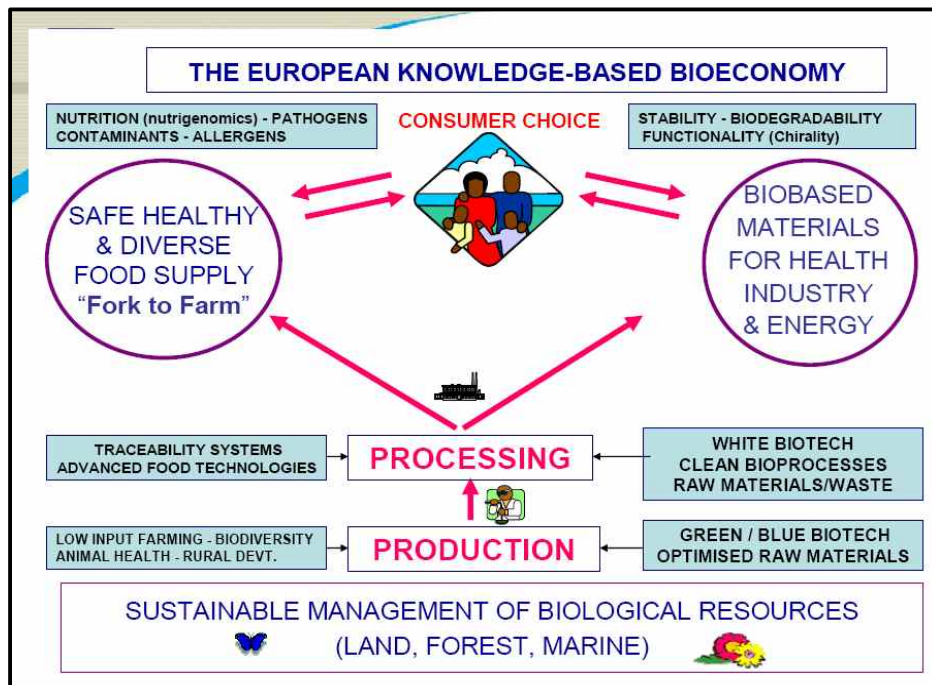 THE EUROPEAN KNOWLEDGE-BASED BIOECONOMY
NUTRITION (nutrigenomics) - PATHOGENS
CONTAMINANTS - ALLERGENS
CONSUMER CHOICE
STABILITY - BIODEGRADABILITY
FUNCTIONALITY (Chirality)
SAFE HEALTHY
& DIVERSE
FOOD SUPPLY
“Fork to Farm”
BIOBASED
MATERIALS
FOR HEALTH
INDUSTRY
& ENERGY
TRACEABILITY SYSTEMS
ADVANCED FOOD TECHNOLOGIES
PROCESSING
WHITE BIOTECH
CLEAN BIOPROCESSES
RAW MATERIALS/WASTE
LOW INPUT FARMING - BIODIVERSITY
ANIMAL HEALTH - RURAL DEVT.
PRODUCTION
GREEN / BLUE BIOTECH
OPTIMISED RAW MATERIALS
SUSTAINABLE MANAGEMENT OF BIOLOGICAL RESOURCES
(LAND, FOREST, MARINE)